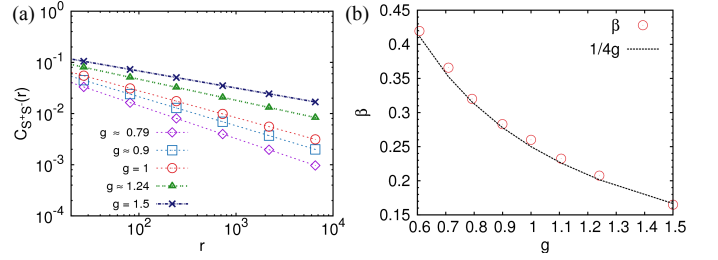 (a)
10^0
10^-1
10^-2
10^-3
10^-4
C_{S^+S^-}(r)
g ≈ 0.79
g ≈ 0.9
g = 1
g ≈ 1.24
g = 1.5
10^2
10^3
10^4
r
(b)
0.45
0.4
0.35
0.3
0.25
0.2
0.15
β
β
1/4g
0.6 0.7 0.8 0.9 1 1.1 1.2 1.3 1.4 1.5
g